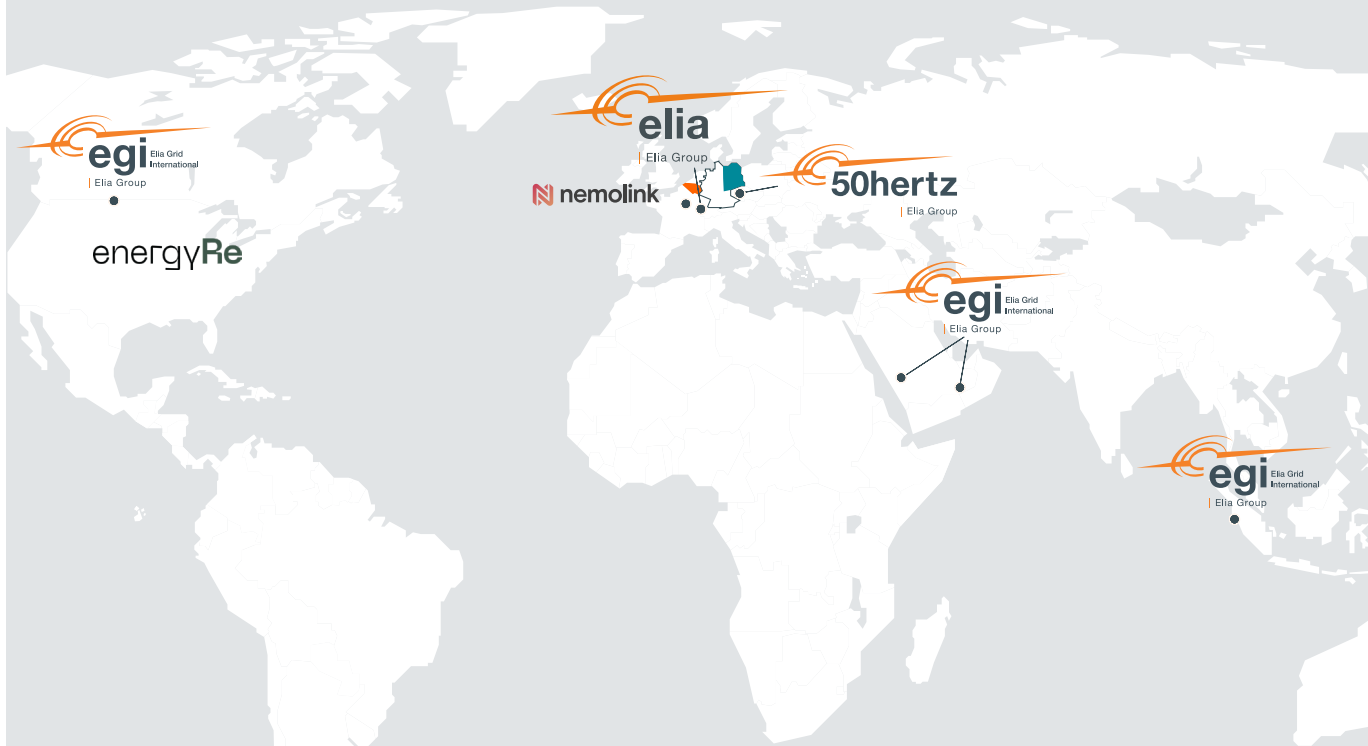 egi Elia Grid
International
| Elia Group
energyRe
elia
| Elia Group
nemolink
50hertz
| Elia Group
egi Elia Grid
International
| Elia Group
egi Elia Grid
International
| Elia Group